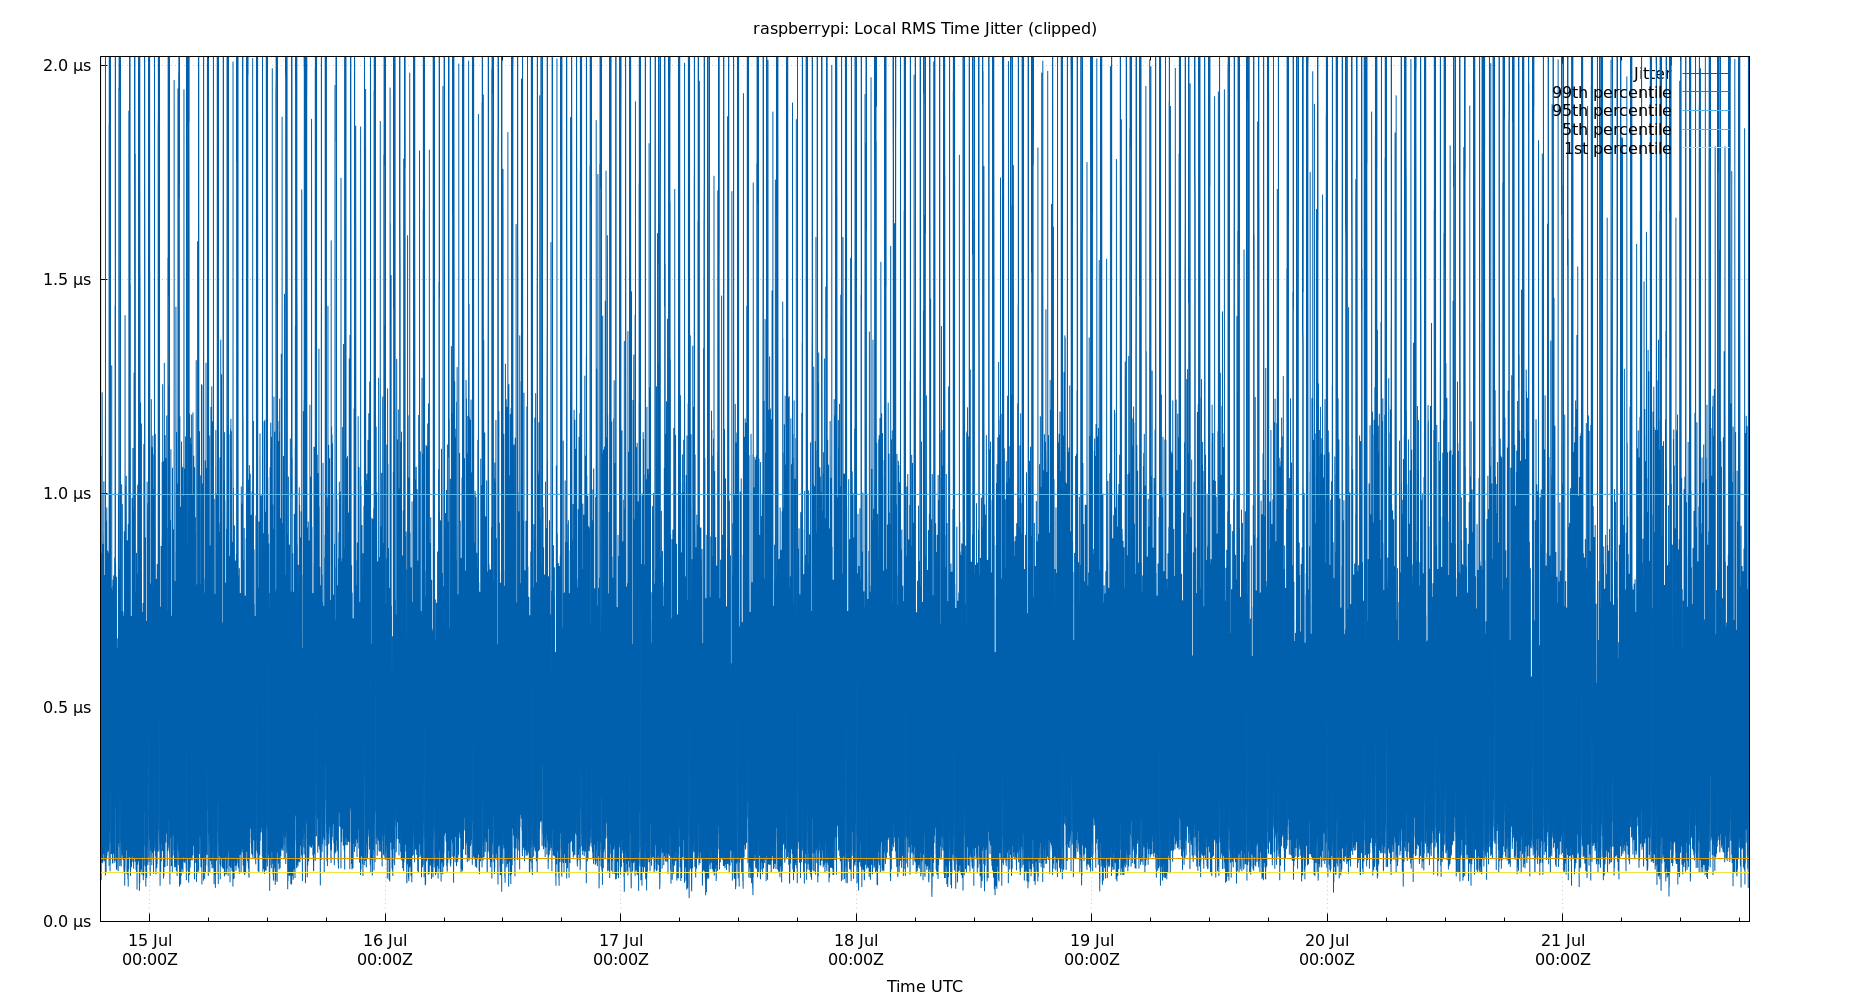 raspberrypi: Local RMS Time Jitter (clipped)
2.0 µs
1.5 µs
1.0 µs
0.5 µs
0.0 µs
Jitter
99th percentile
95th percentile
5th percentile
1st percentile
15 Jul 16 Jul 17 Jul 18 Jul 19 Jul 20 Jul 21 Jul
00:00Z 00:00Z 00:00Z 00:00Z 00:00Z 00:00Z 00:00Z
Time UTC